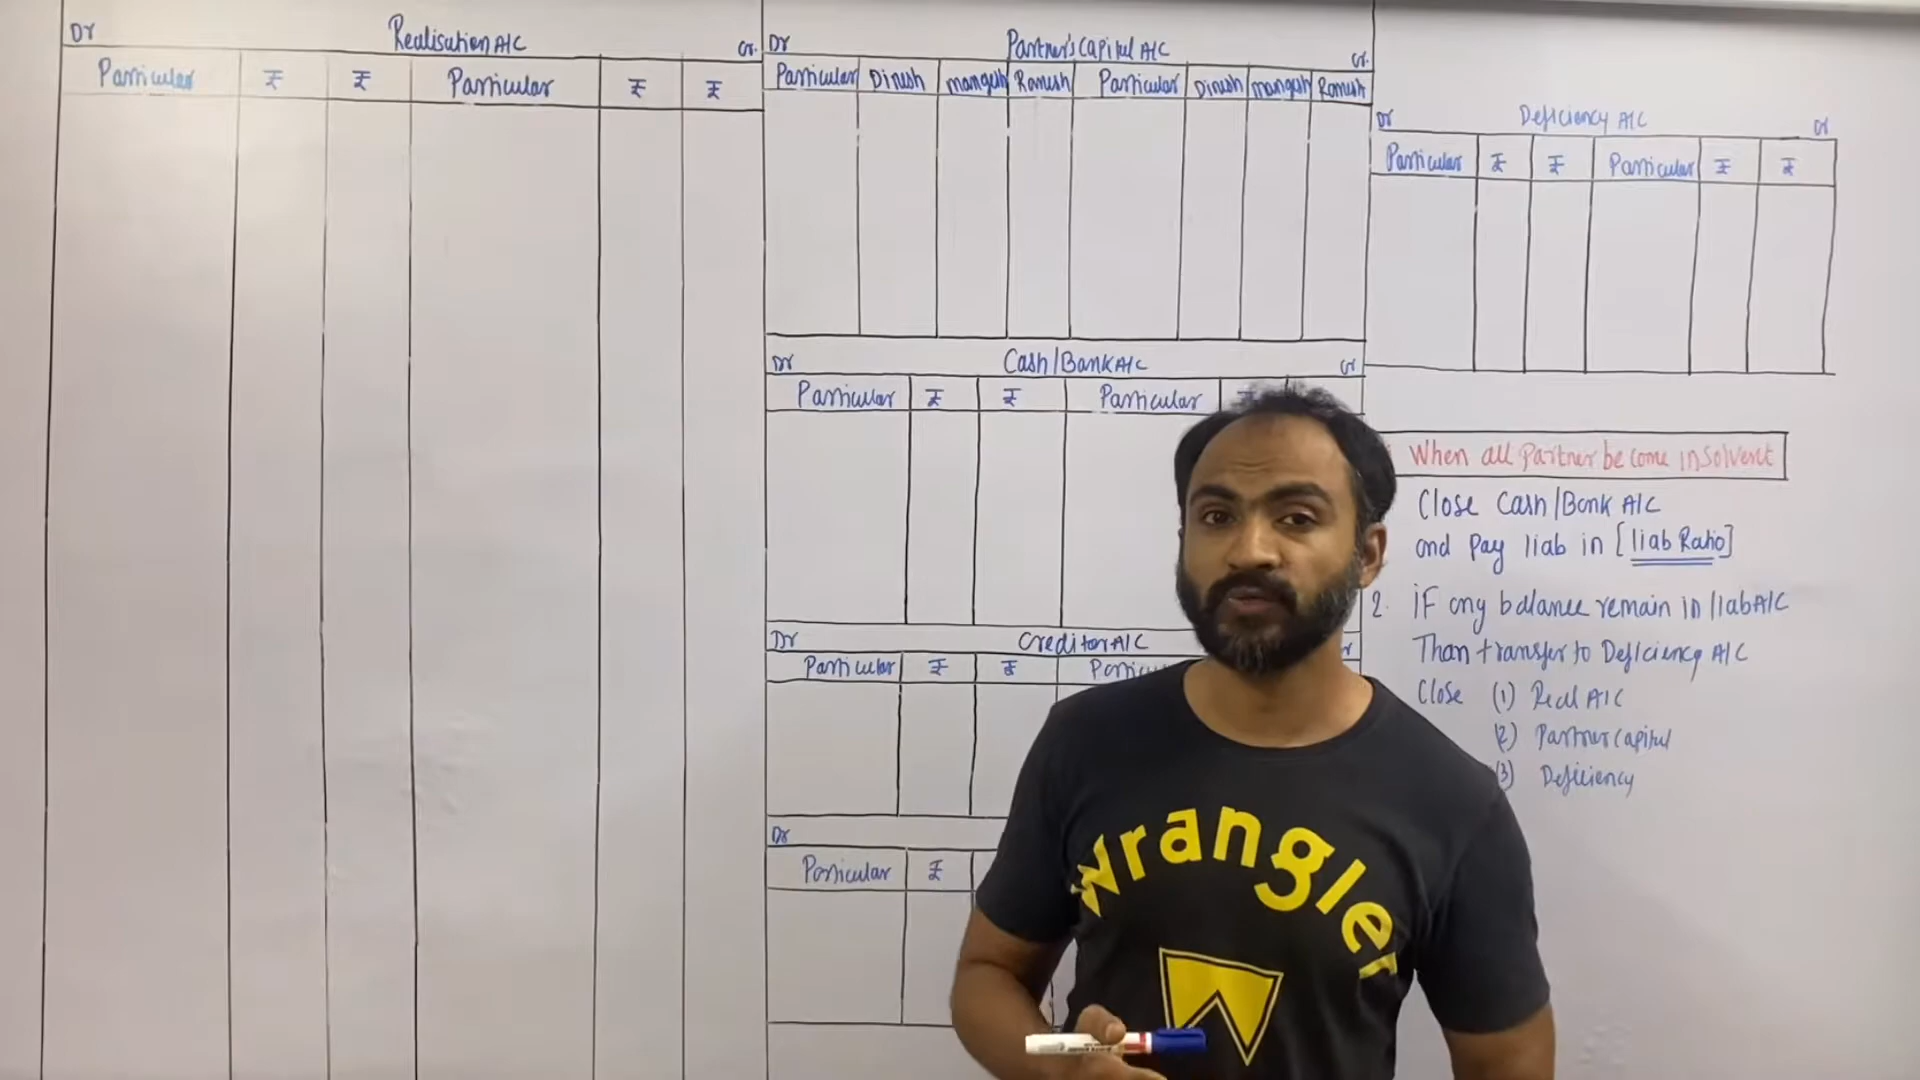 Dr Realisation A/C Cr.
Particular ₹ ₹ Particular ₹ ₹
Dr Partner's Capital A/C Cr.
Particular Dinesh Mangesh Ramesh Particular Dinesh Mangesh Ramesh
Dr Deficiency A/C Cr
Particular ₹ ₹ Particular ₹ ₹
Dr Cash/Bank A/C Cr
Particular ₹ ₹ Particular
Dr Creditor A/C
Particular ₹ ₹
Dr
Particular ₹
When all Partner become insolvent
Close Cash/Bank A/C
and Pay liab in [liab Ratio]
2. if any balance remain in liab A/C
Than transfer to Deficiency A/C
Close (1) Real A/C
(2) Partner Capital
(3) Deficiency
Wrangler
W